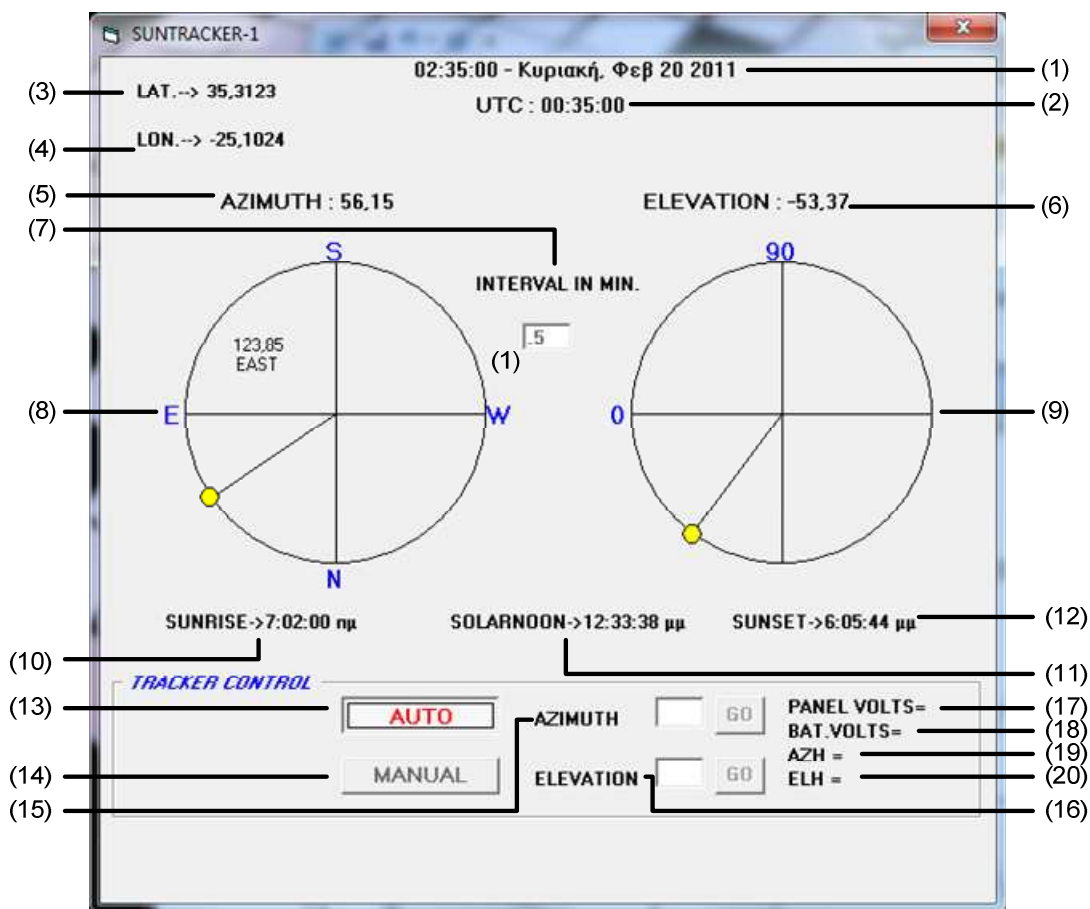 SUNTRACKER-1
02:35:00 - Κυριακή, Φεβ 20 2011 (1)
(3) LAT.--> 35,3123
UTC : 00:35:00 (2)
(4) LON.--> -25,1024
(5) AZIMUTH : 56,15
ELEVATION : -53,37 (6)
(7)
S
90
INTERVAL IN MIN.
.5
123,85
EAST
(1)
(8) E
W
0
(9)
N
SUNRISE->7:02:00 πμ
SOLARNOON->12:33:38 μμ
SUNSET->6:05:44 μμ (12)
(10)
(11)
TRACKER CONTROL
(13) AUTO
AZIMUTH
GO
PANEL VOLTS= (17)
BAT.VOLTS= (18)
AZH = (19)
(14) MANUAL
ELEVATION
GO
ELH = (20)
(15)
(16)